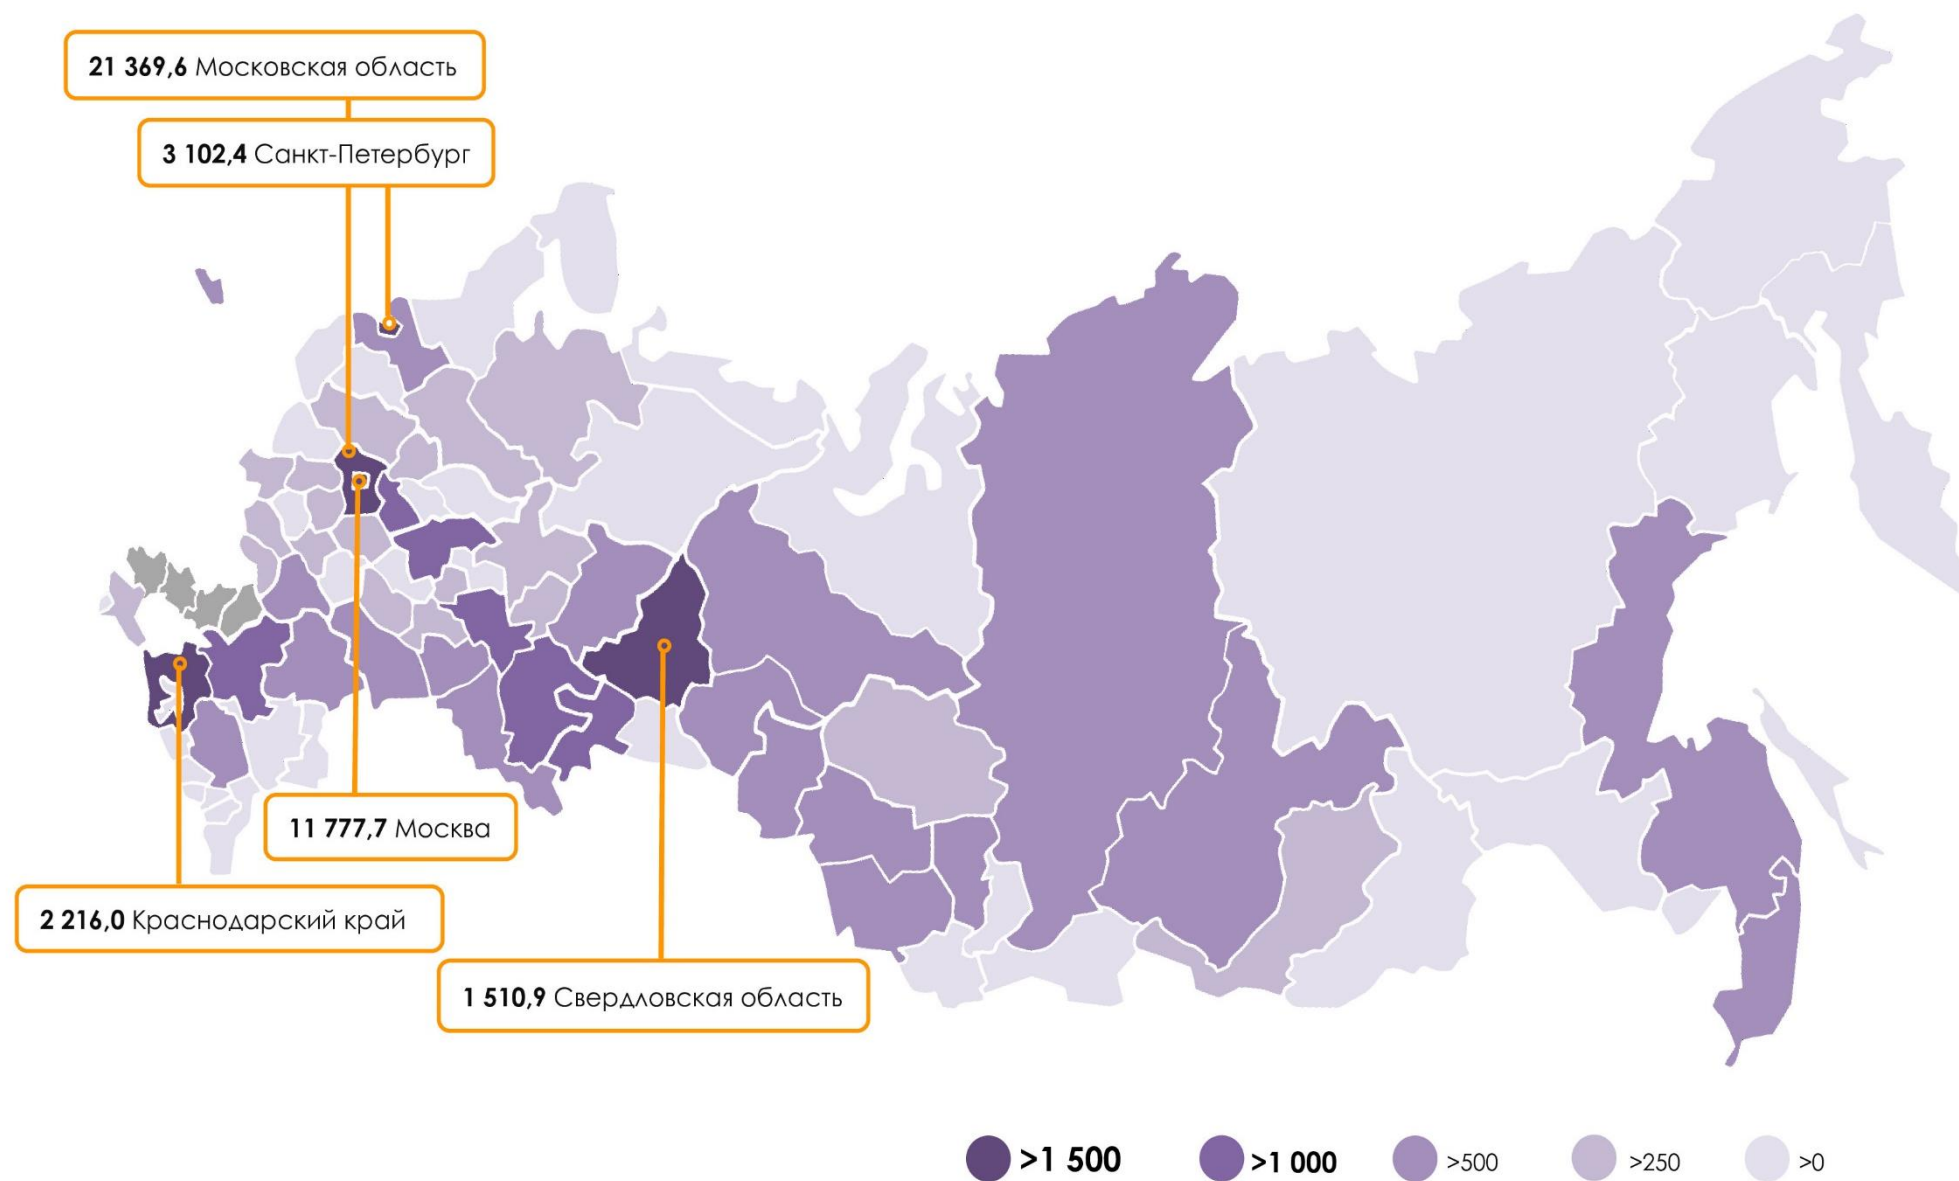 21 369,6 Московская область
3 102,4 Санкт-Петербург
11 777,7 Москва
2 216,0 Краснодарский край
1 510,9 Свердловская область
>1 500 >1 000 >500 >250 >0